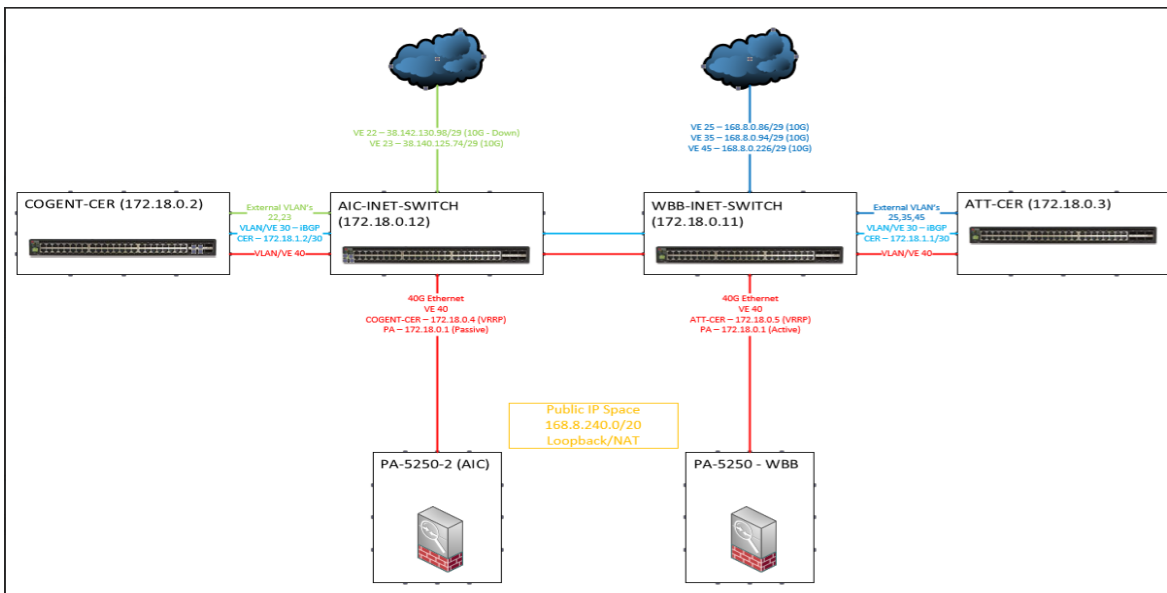 VE 22 – 38.142.130.98/29 (10G - Down)
VE 23 – 38.140.125.74/29 (10G)
VE 25 – 168.8.0.86/29 (10G)
VE 35 – 168.8.0.94/29 (10G)
VE 45 – 168.8.0.226/29 (10G)
COGENT-CER (172.18.0.2)
External VLAN's
22,23
VLAN/VE 30 – iBGP
CER – 172.18.1.2/30
VLAN/VE 40
AIC-INET-SWITCH
(172.18.0.12)
WBB-INET-SWITCH
(172.18.0.11)
External VLAN's
25,35,45
VLAN/VE 30 – iBGP
CER – 172.18.1.1/30
VLAN/VE 40
ATT-CER (172.18.0.3)
40G Ethernet
VE 40
COGENT-CER – 172.18.0.4 (VRRP)
PA – 172.18.0.1 (Passive)
40G Ethernet
VE 40
ATT-CER – 172.18.0.5 (VRRP)
PA – 172.18.0.1 (Active)
Public IP Space
168.8.240.0/20
Loopback/NAT
PA-5250-2 (AIC)
PA-5250 - WBB